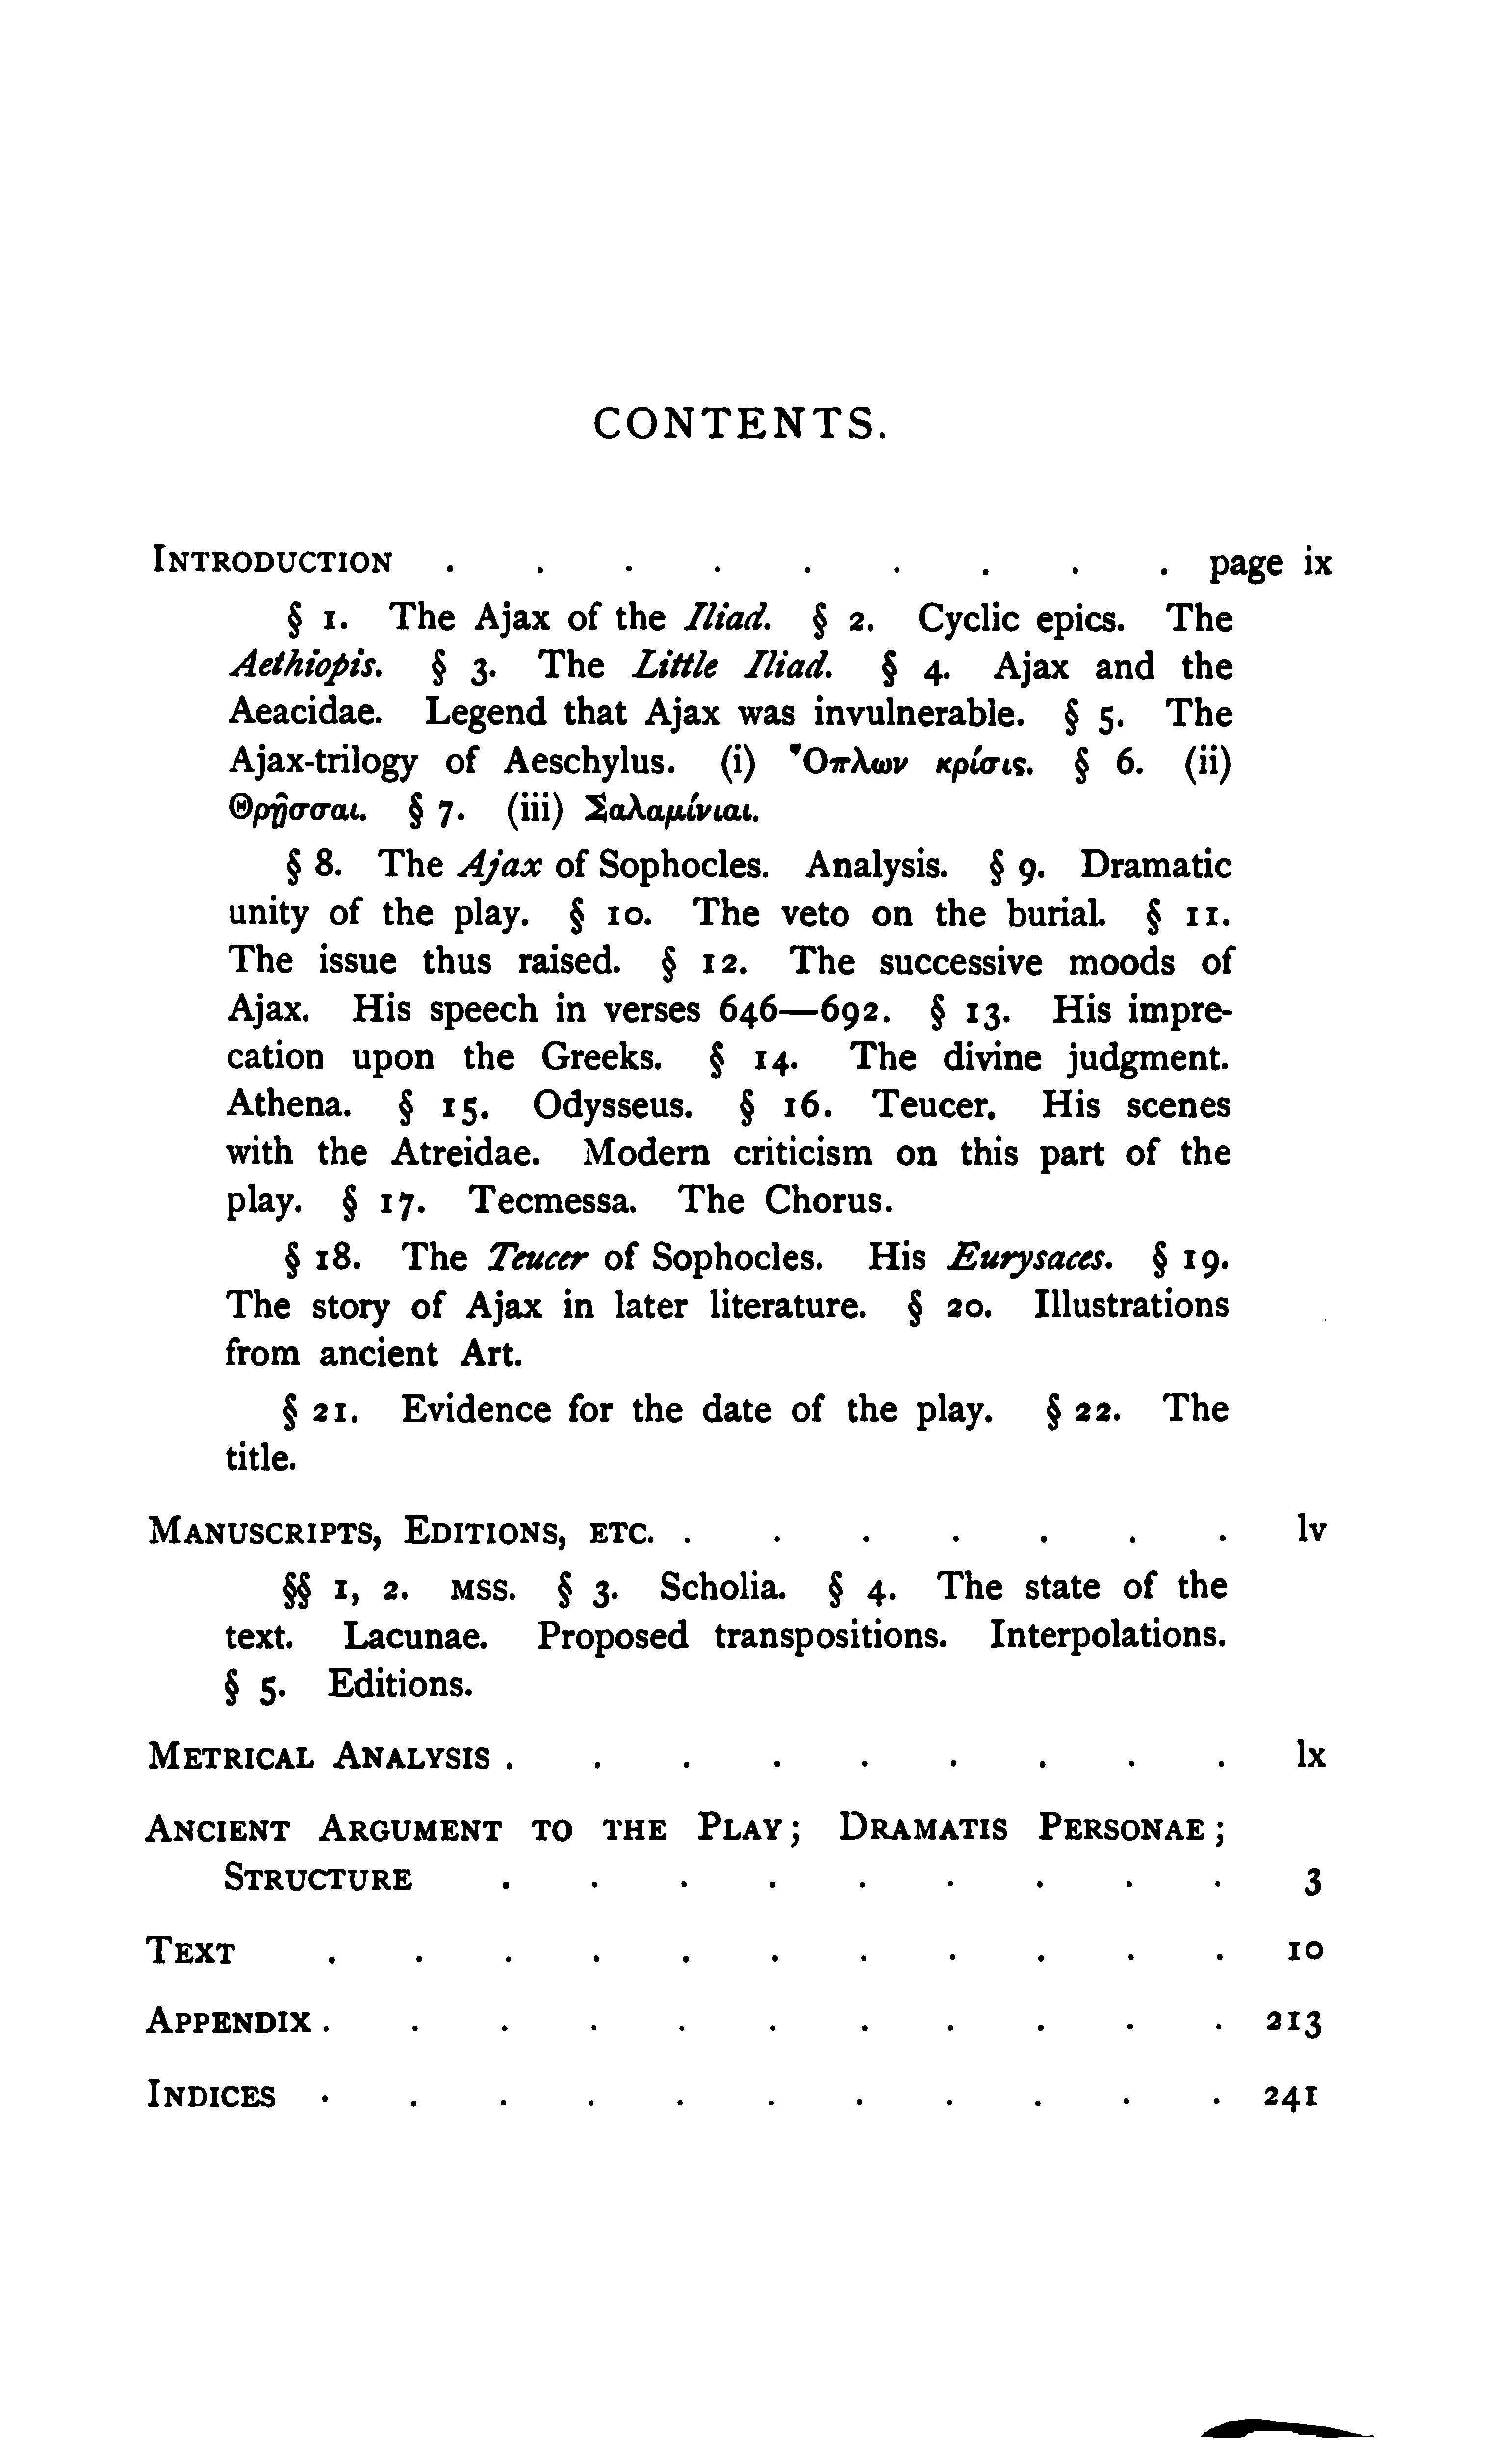 CONTENTS.
INTRODUCTION . . . . . . . . . page ix
§ 1. The Ajax of the Iliad. § 2. Cyclic epics. The
Aethiopis. § 3. The Little Iliad. § 4. Ajax and the
Aeacidae. Legend that Ajax was invulnerable. § 5. The
Ajax-trilogy of Aeschylus. (i) Ὅπλων κρίσις. § 6. (ii)
Θρῇσσαι. § 7. (iii) Σαλαμίνιαι.
§ 8. The Ajax of Sophocles. Analysis. § 9. Dramatic
unity of the play. § 10. The veto on the burial. § 11.
The issue thus raised. § 12. The successive moods of
Ajax. His speech in verses 646—692. § 13. His impre-
cation upon the Greeks. § 14. The divine judgment.
Athena. § 15. Odysseus. § 16. Teucer. His scenes
with the Atreidae. Modern criticism on this part of the
play. § 17. Tecmessa. The Chorus.
§ 18. The Teucer of Sophocles. His Eurysaces. § 19.
The story of Ajax in later literature. § 20. Illustrations
from ancient Art.
§ 21. Evidence for the date of the play. § 22. The
title.
MANUSCRIPTS, EDITIONS, ETC. . . . . . . . lv
§§ 1, 2. MSS. § 3. Scholia. § 4. The state of the
text. Lacunae. Proposed transpositions. Interpolations.
§ 5. Editions.
METRICAL ANALYSIS . . . . . . . . . lx
ANCIENT ARGUMENT TO THE PLAY; DRAMATIS PERSONAE;
STRUCTURE . . . . . . . . . 3
TEXT . . . . . . . . . . . 10
APPENDIX . . . . . . . . . . . 213
INDICES . . . . . . . . . . . 241